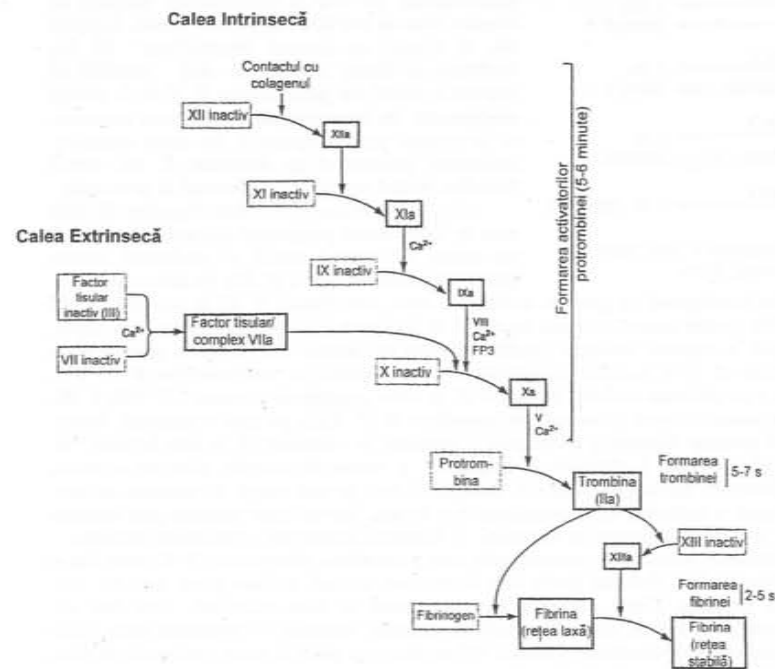 Calea Intrinsecă
Contactul cu
colagenul
XII inactiv
XIIa
XI inactiv
XIa
Ca²⁺
Calea Extrinsecă
IX inactiv
IXa
Factor
tisular
inactiv (III)
Ca²⁺
VII inactiv
Factor tisular/
complex VIIa
VIII
Ca²⁺
FP3
X inactiv
Xa
V
Ca²⁺
Formarea activatorilor
protrombinei (5-6 minute)
Protrom-
bina
Trombina
(IIa)
Formarea
trombinei
5-7 s
XIII inactiv
XIIIa
Formarea
fibrinei
2-5 s
Fibrinogen
Fibrina
(rețea laxă)
Fibrina
(rețea
stabilă)